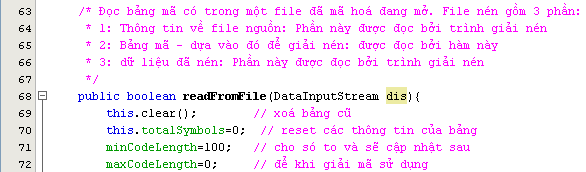 63 /* Đọc bảng mã có trong một file đã mã hoá đang mở. File nén gồm 3 phần:
64 * 1: Thông tin về file nguồn: Phần này được đọc bởi trình giải nén
65 * 2: Bảng mã - dựa vào đó để giải nén: được đọc bởi hàm này
66 * 3: dữ liệu đã nén: Phần này được đọc bởi trình giải nén
67 */
68 public boolean readFromFile(DataInputStream dis){
69 this.clear(); // xoá bảng cũ
70 this.totalSymbols=0; // reset các thông tin của bảng
71 minCodeLength=100; // cho só to và sẽ cập nhật sau
72 maxCodeLength=0; // để khi giải mã sử dụng